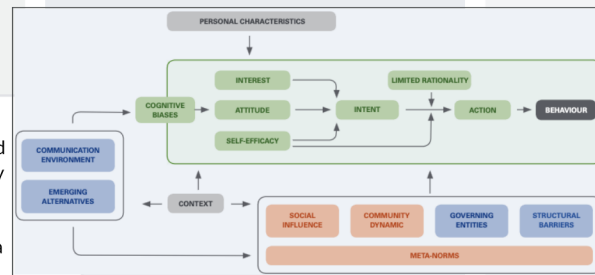 PERSONAL CHARACTERISTICS
INTEREST
LIMITED RATIONALITY
COGNITIVE
BIASES
ATTITUDE
INTENT
ACTION
BEHAVIOUR
SELF-EFFICACY
COMMUNICATION
ENVIRONMENT
EMERGING
ALTERNATIVES
CONTEXT
SOCIAL
INFLUENCE
COMMUNITY
DYNAMIC
GOVERNING
ENTITIES
STRUCTURAL
BARRIERS
META-NORMS